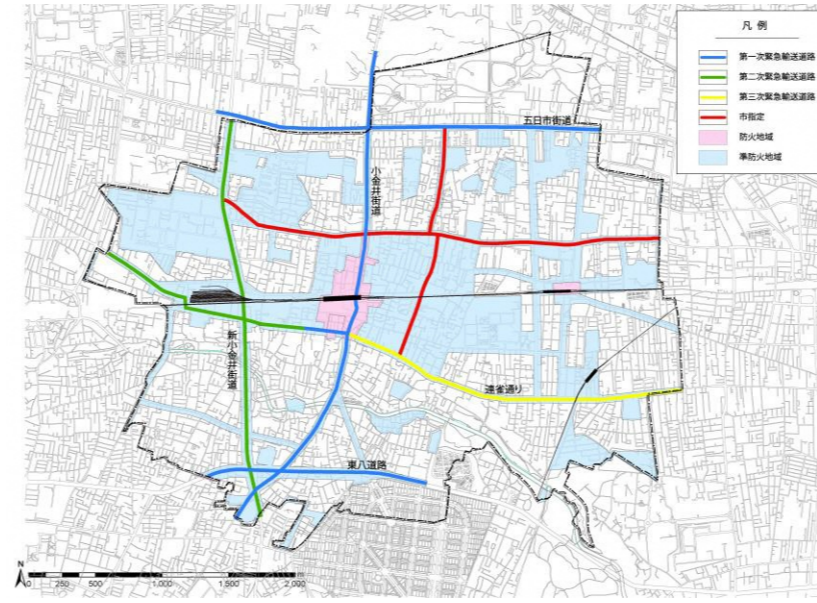 凡例
第一次緊急輸送道路
第二次緊急輸送道路
第三次緊急輸送道路
市指定
防火地域
準防火地域
五日市街道
小金井街道
新小金井街道
連雀通り
東八道路
N
0 250 500 1,000 1,500 2,000